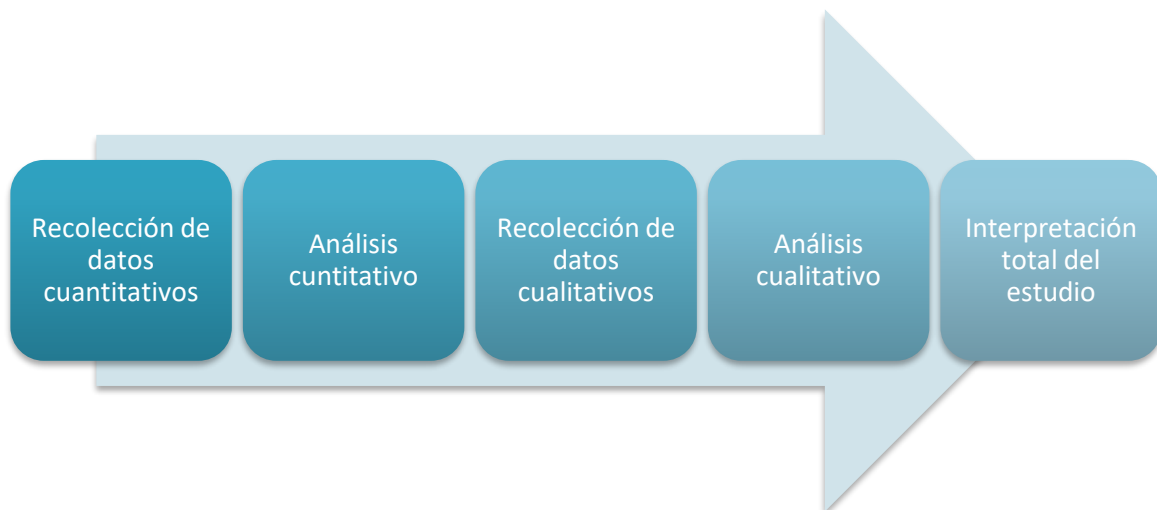 Recolección de
datos
cuantitativos
Análisis
cuntitativo
Recolección de
datos
cualitativos
Análisis
cualitativo
Interpretación
total del
estudio